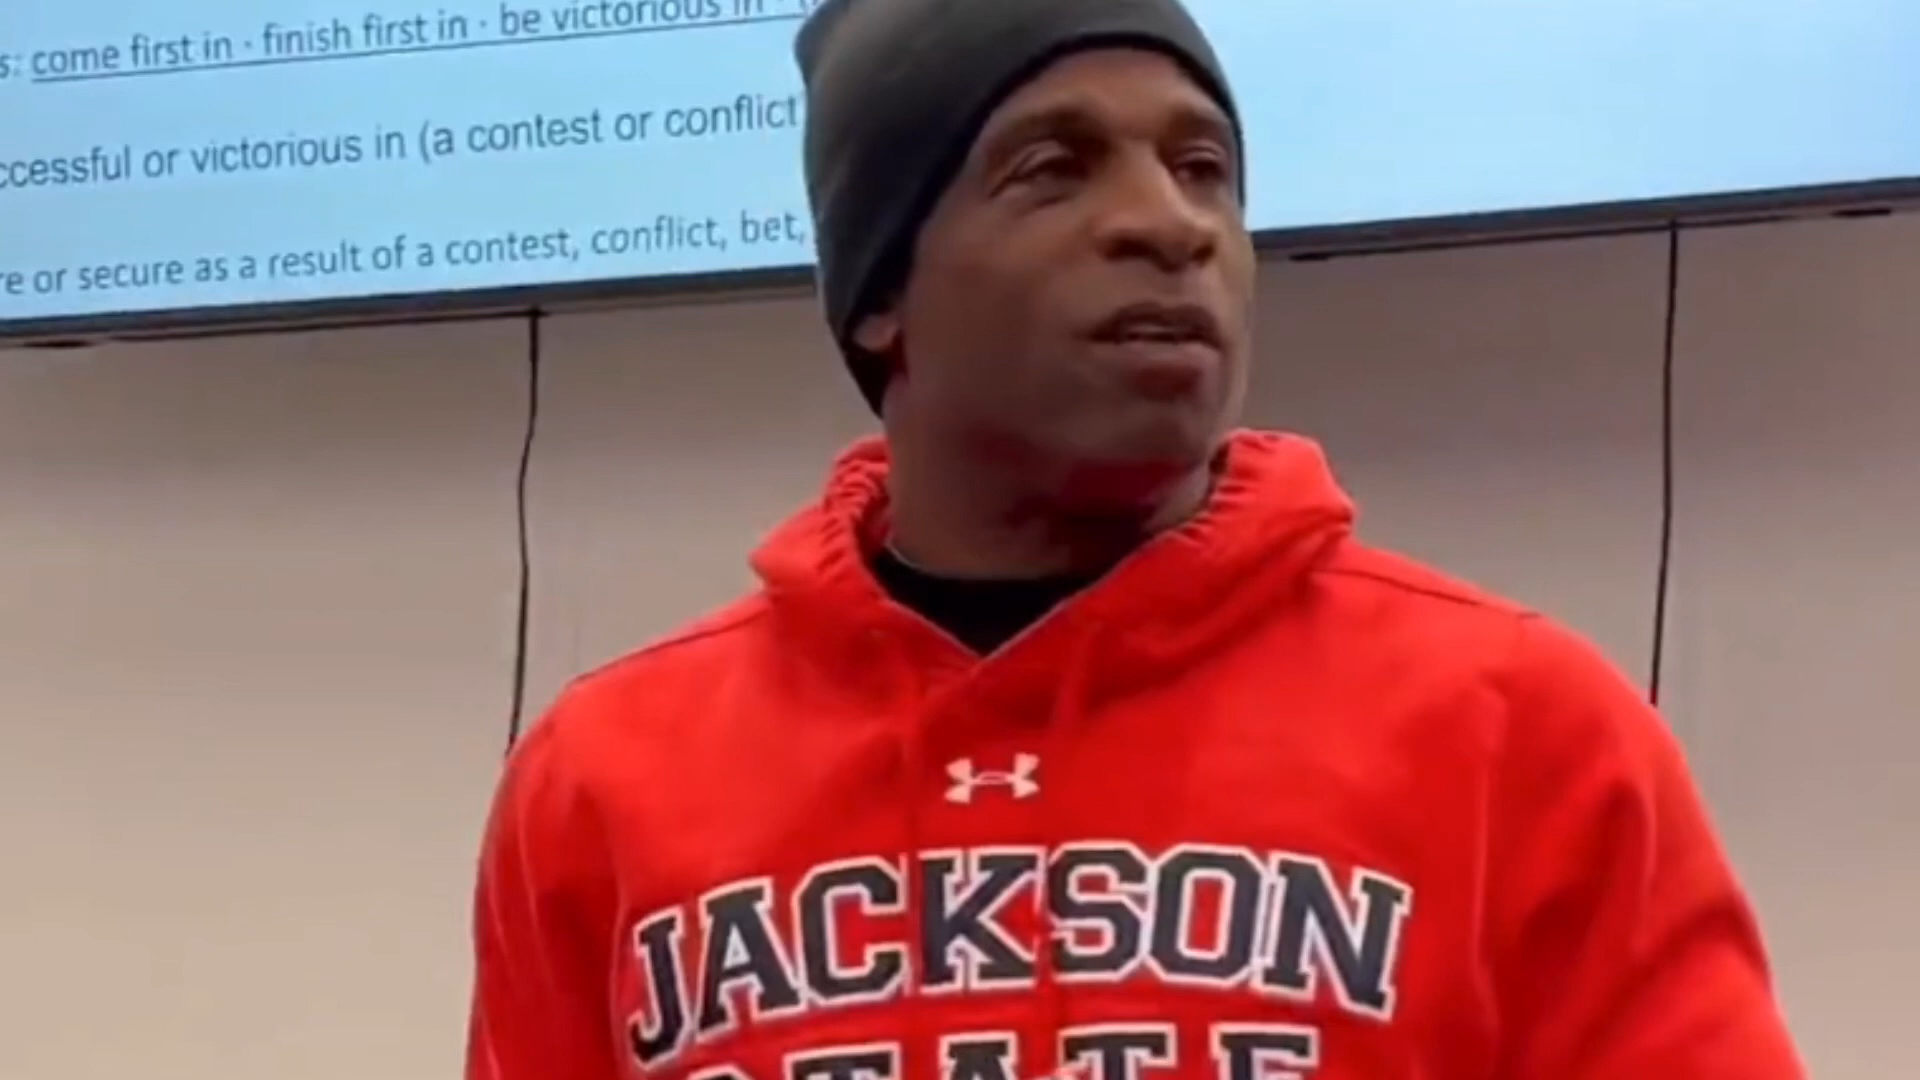 s: come first in · finish first in · be victorious in ·
ccessful or victorious in (a contest or conflict
re or secure as a result of a contest, conflict, bet,
JACKSON
STATE